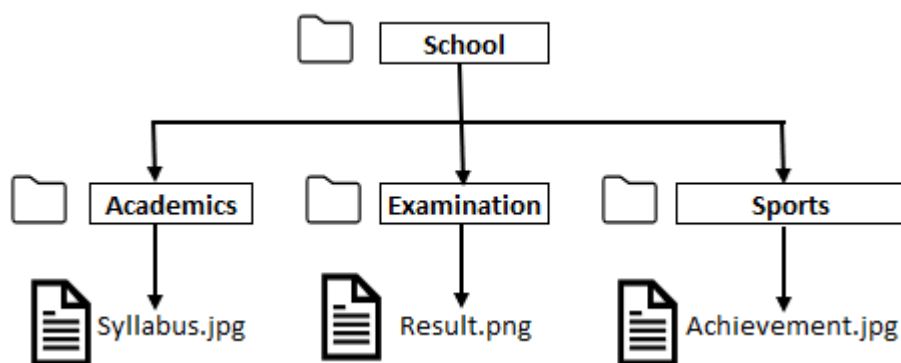 School
Academics
Examination
Sports
Syllabus.jpg
Result.png
Achievement.jpg